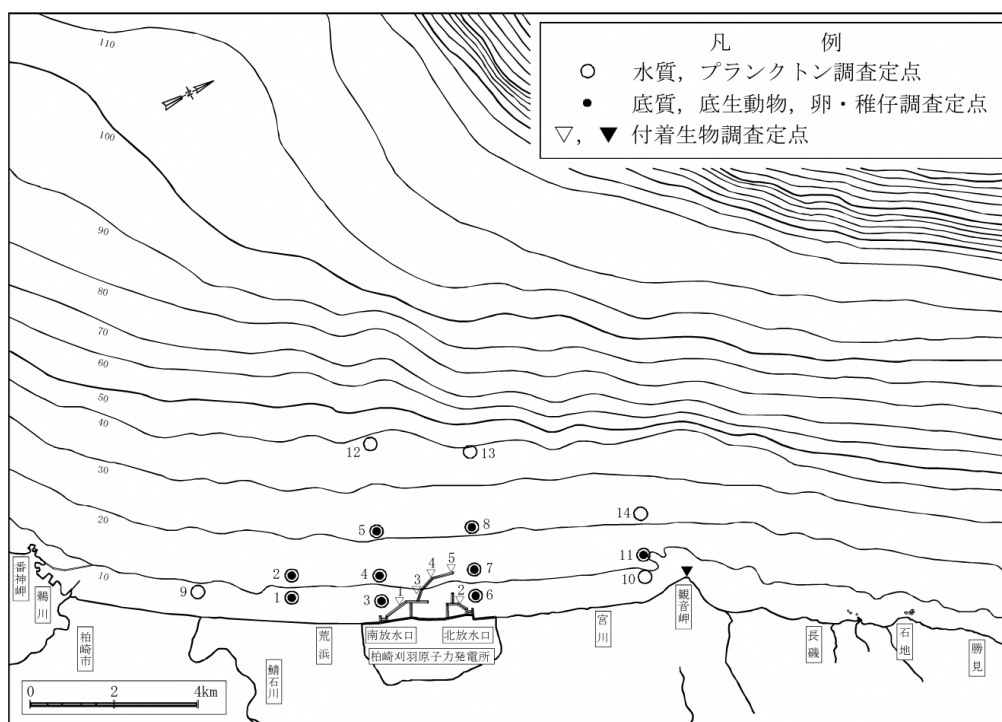 凡 例
○ 水質，プランクトン調査定点
● 底質，底生動物，卵・稚仔調査定点
▽，▼ 付着生物調査定点
110
100
90
80
70
60
50
40
30
20
10
12
13
14
5
8
11
2
4
7
10
9
1
3
6
4
5
3
1
2
番神岬
鵜川
柏崎市
鯖石川
荒浜
南放水口
北放水口
柏崎刈羽原子力発電所
宮川
観音岬
長磯
石地
勝見
0 2 4km